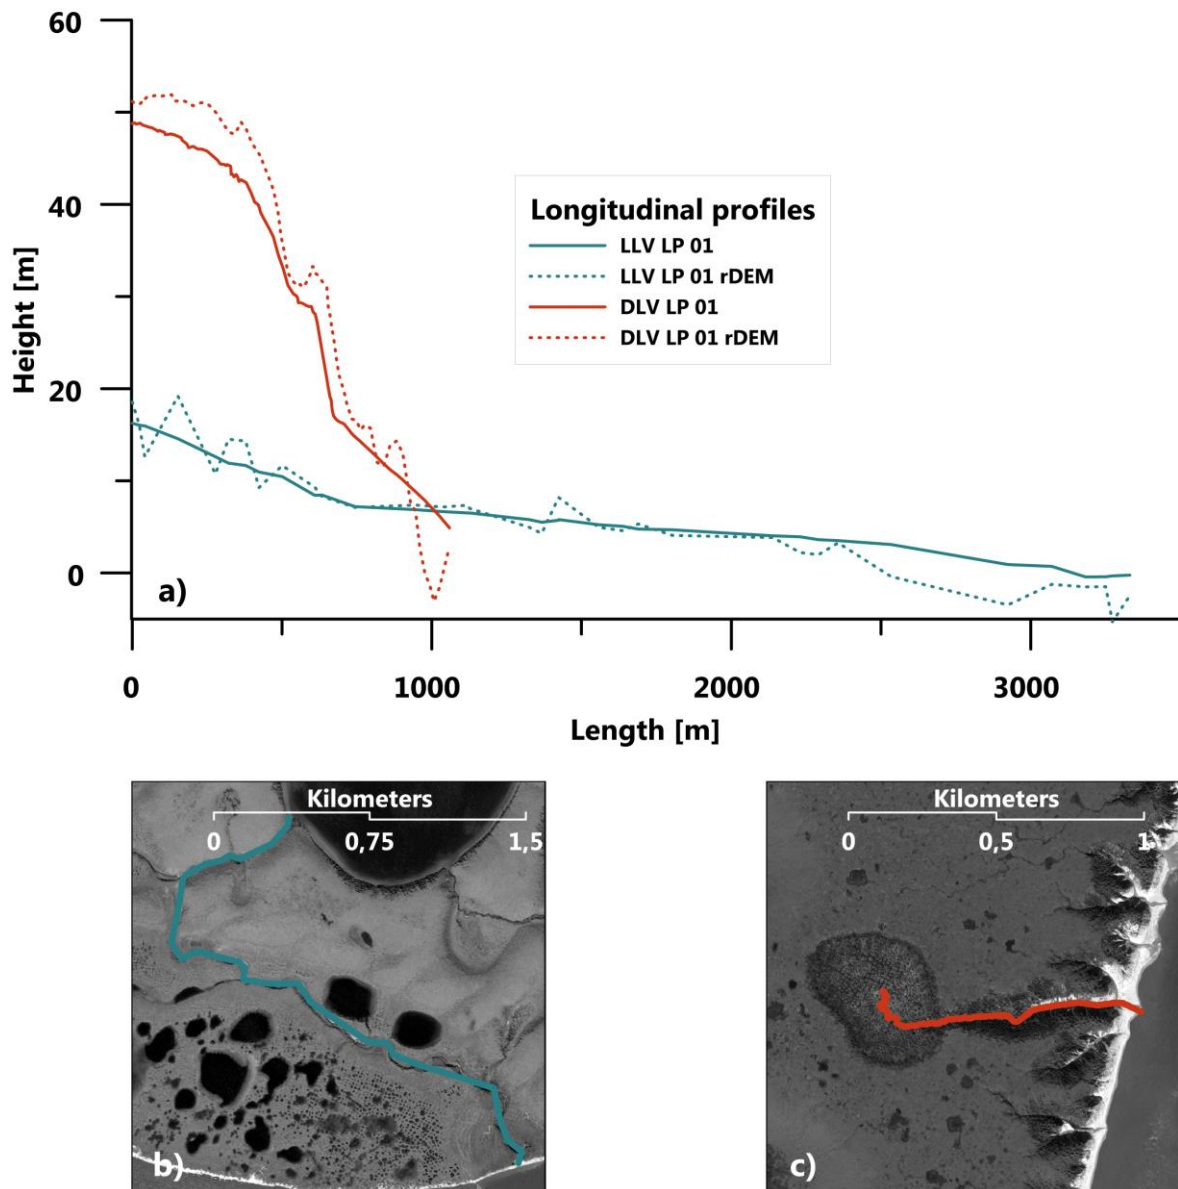 60
40
20
0
Height [m]
Longitudinal profiles
LLV LP 01
LLV LP 01 rDEM
DLV LP 01
DLV LP 01 rDEM
a)
0 1000 2000 3000
Length [m]
Kilometers
0 0,75 1,5
b)
Kilometers
0 0,5 1
c)